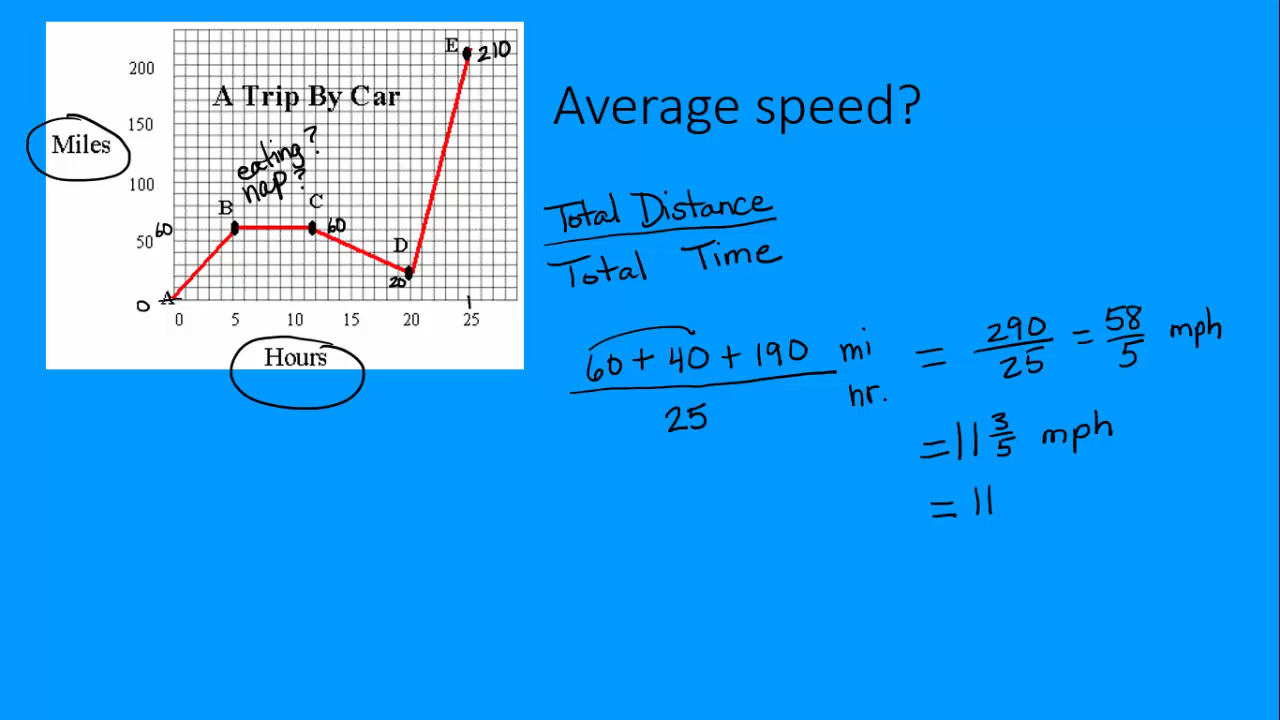 E 210
200
A Trip By Car
Average speed?
150
eating?
Miles
nap?
100
B
C
60
60
50
D
20
0 A
0 5 10 15 20 25
Hours
Total Distance
Total Time
60 + 40 + 190 mi
25 hr.
= 290/25 = 58/5 mph
= 11 3/5 mph
= 11